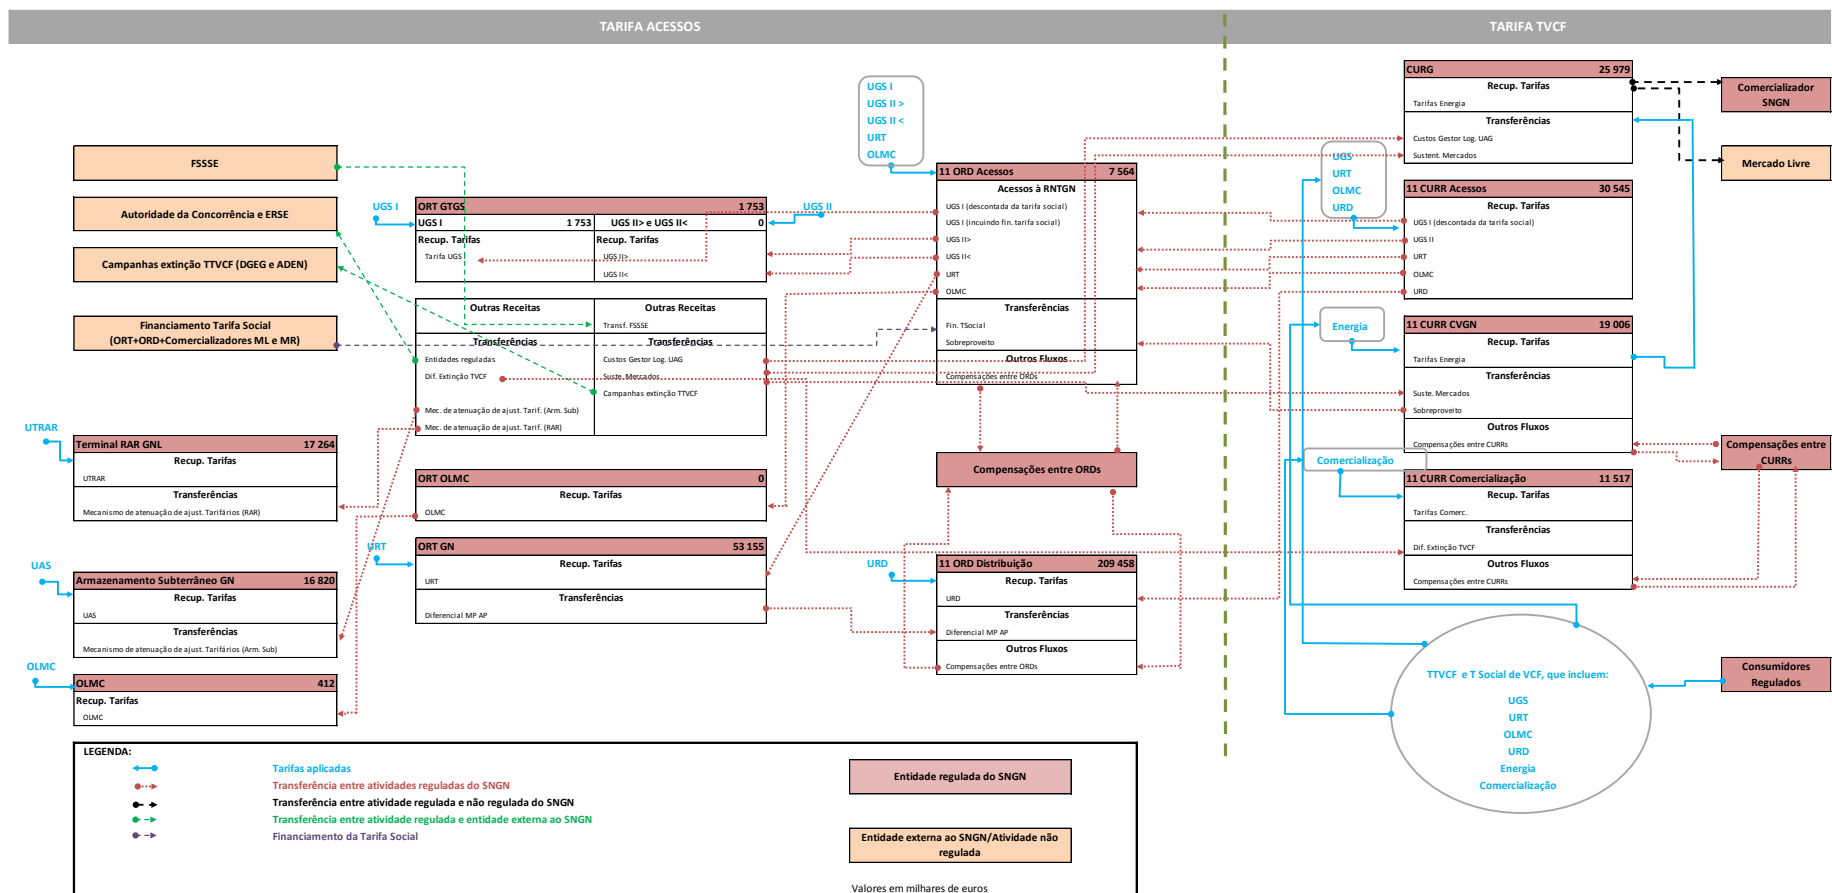 TARIFA ACESSOS
TARIFA TVCF
FSSSE
Autoridade da Concorrência e ERSE
Campanhas extinção TTVCF (DGEG e ADEN)
Financiamento Tarifa Social
(ORT+ORD+Comercializadores ML e MR)
UTRAR
Terminal RAR GNL 17 264
Recup. Tarifas
UTRAR
Transferências
Mecanismo de atenuação de ajust. Tarifários (RAR)
UAS
Armazenamento Subterrâneo GN 16 820
Recup. Tarifas
UAS
Transferências
Mecanismo de atenuação de ajust. Tarifários (Arm. Sub)
OLMC
OLMC 412
Recup. Tarifas
OLMC
UGS I
UGS II
ORT GTGS 1 753
UGS I 1 753
UGS II> e UGS II< 0
Recup. Tarifas
Tarifa UGS
Recup. Tarifas
UGS II>
UGS II<
Outras Receitas
Outras Receitas
Transf. FSSSE
Transferências
Transferências
Entidades reguladas
Custos Gestor Log. UAG
Dif. Extinção TVCF
Suste. Mercados
Campanhas extinção TTVCF
Mec. de atenuação de ajust. Tarif. (Arm. Sub)
Mec. de atenuação de ajust. Tarif. (RAR)
ORT OLMC 0
Recup. Tarifas
OLMC
URT
ORT GN 53 155
Recup. Tarifas
URT
Transferências
Diferencial MP AP
UGS I
UGS II >
UGS II <
URT
OLMC
11 ORD Acessos 7 564
Acessos à RNTGN
UGS I (descontada da tarifa social)
UGS I (incuindo fin. tarifa social)
UGS II>
UGS II<
URT
OLMC
Transferências
Fin. TSocial
Sobreproveito
Outros Fluxos
Compensações entre ORDs
Compensações entre ORDs
URD
11 ORD Distribuição 209 458
Recup. Tarifas
URD
Transferências
Diferencial MP AP
Outros Fluxos
Compensações entre ORDs
CURG 25 979
Recup. Tarifas
Tarifas Energia
Transferências
Custos Gestor Log. UAG
Sustent. Mercados
Comercializador
SNGN
Mercado Livre
UGS
URT
OLMC
URD
11 CURR Acessos 30 545
Recup. Tarifas
UGS I (descontada da tarifa social)
UGS II
URT
OLMC
URD
Energia
11 CURR CVGN 19 006
Recup. Tarifas
Tarifas Energia
Transferências
Suste. Mercados
Sobreproveito
Outros Fluxos
Compensações entre CURRs
Compensações entre
CURRs
Comercialização
11 CURR Comercialização 11 517
Recup. Tarifas
Tarifas Comerc.
Transferências
Dif. Extinção TVCF
Outros Fluxos
Compensações entre CURRs
TTVCF e T Social de VCF, que incluem:
UGS
URT
OLMC
URD
Energia
Comercialização
Consumidores
Regulados
LEGENDA:
Tarifas aplicadas
Transferência entre atividades reguladas do SNGN
Transferência entre atividade regulada e não regulada do SNGN
Transferência entre atividade regulada e entidade externa ao SNGN
Financiamento da Tarifa Social
Entidade regulada do SNGN
Entidade externa ao SNGN/Atividade não
regulada
Valores em milhares de euros